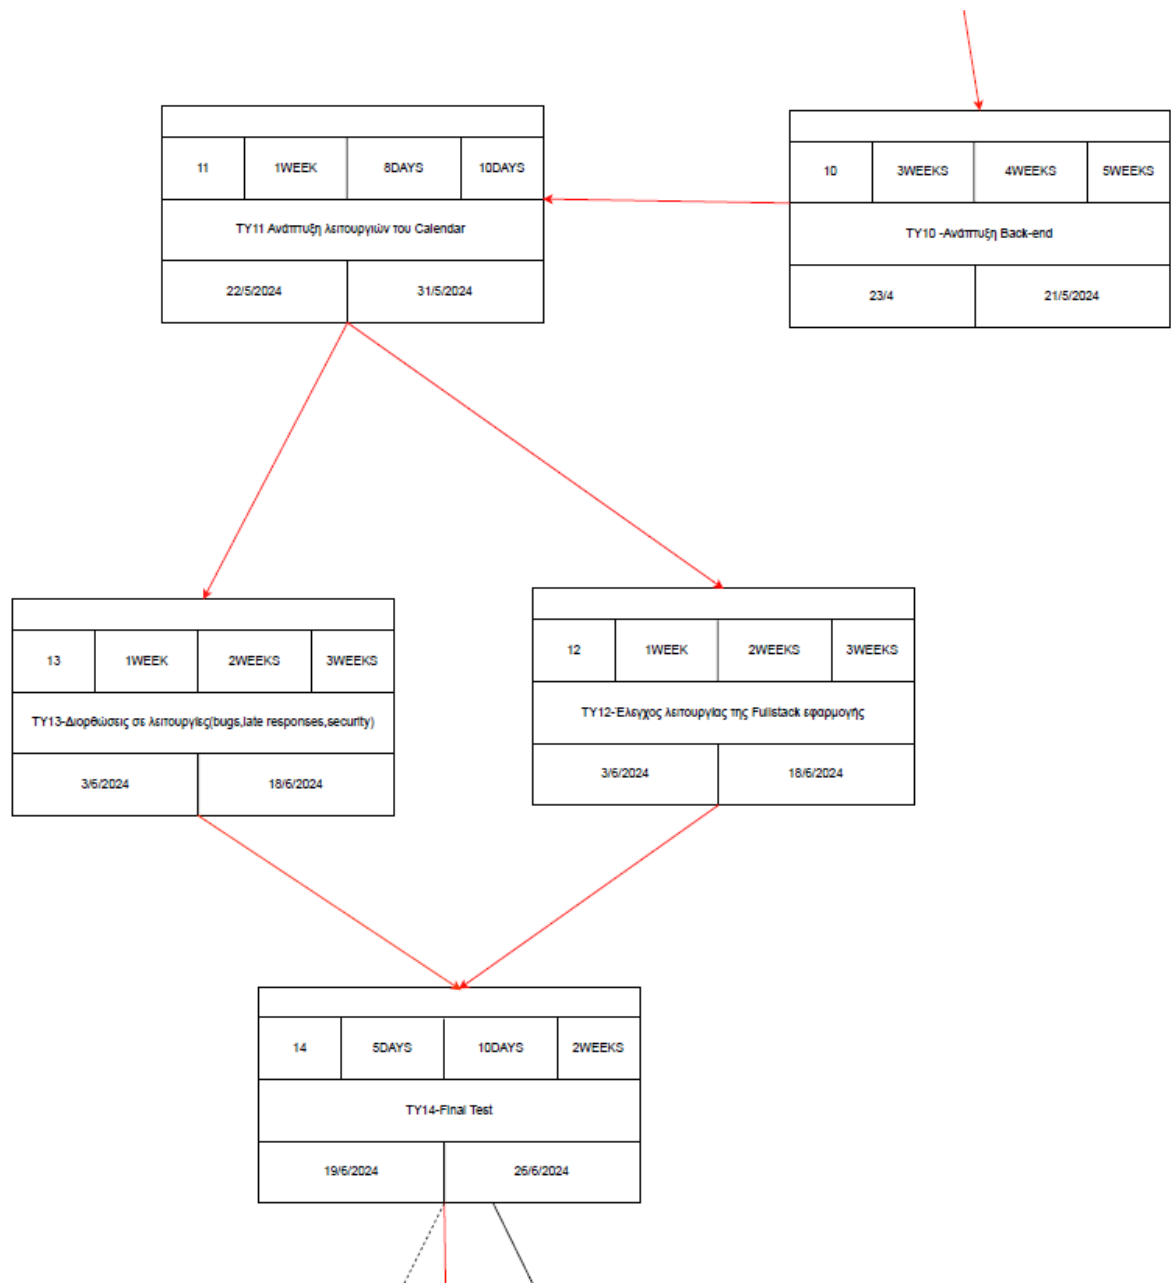 11 1WEEK 8DAYS 10DAYS
TY11 Ανάπτυξη λειτουργιών του Calendar
22/5/2024 31/5/2024
10 3WEEKS 4WEEKS 5WEEKS
TY10 -Ανάπτυξη Back-end
23/4 21/5/2024
13 1WEEK 2WEEKS 3WEEKS
TY13-Διορθώσεις σε λειτουργίες(bugs,late responses,security)
3/6/2024 18/6/2024
12 1WEEK 2WEEKS 3WEEKS
TY12-Έλεγχος λειτουργίας της Fullstack εφαρμογής
3/6/2024 18/6/2024
14 5DAYS 10DAYS 2WEEKS
TY14-Final Test
19/6/2024 26/6/2024